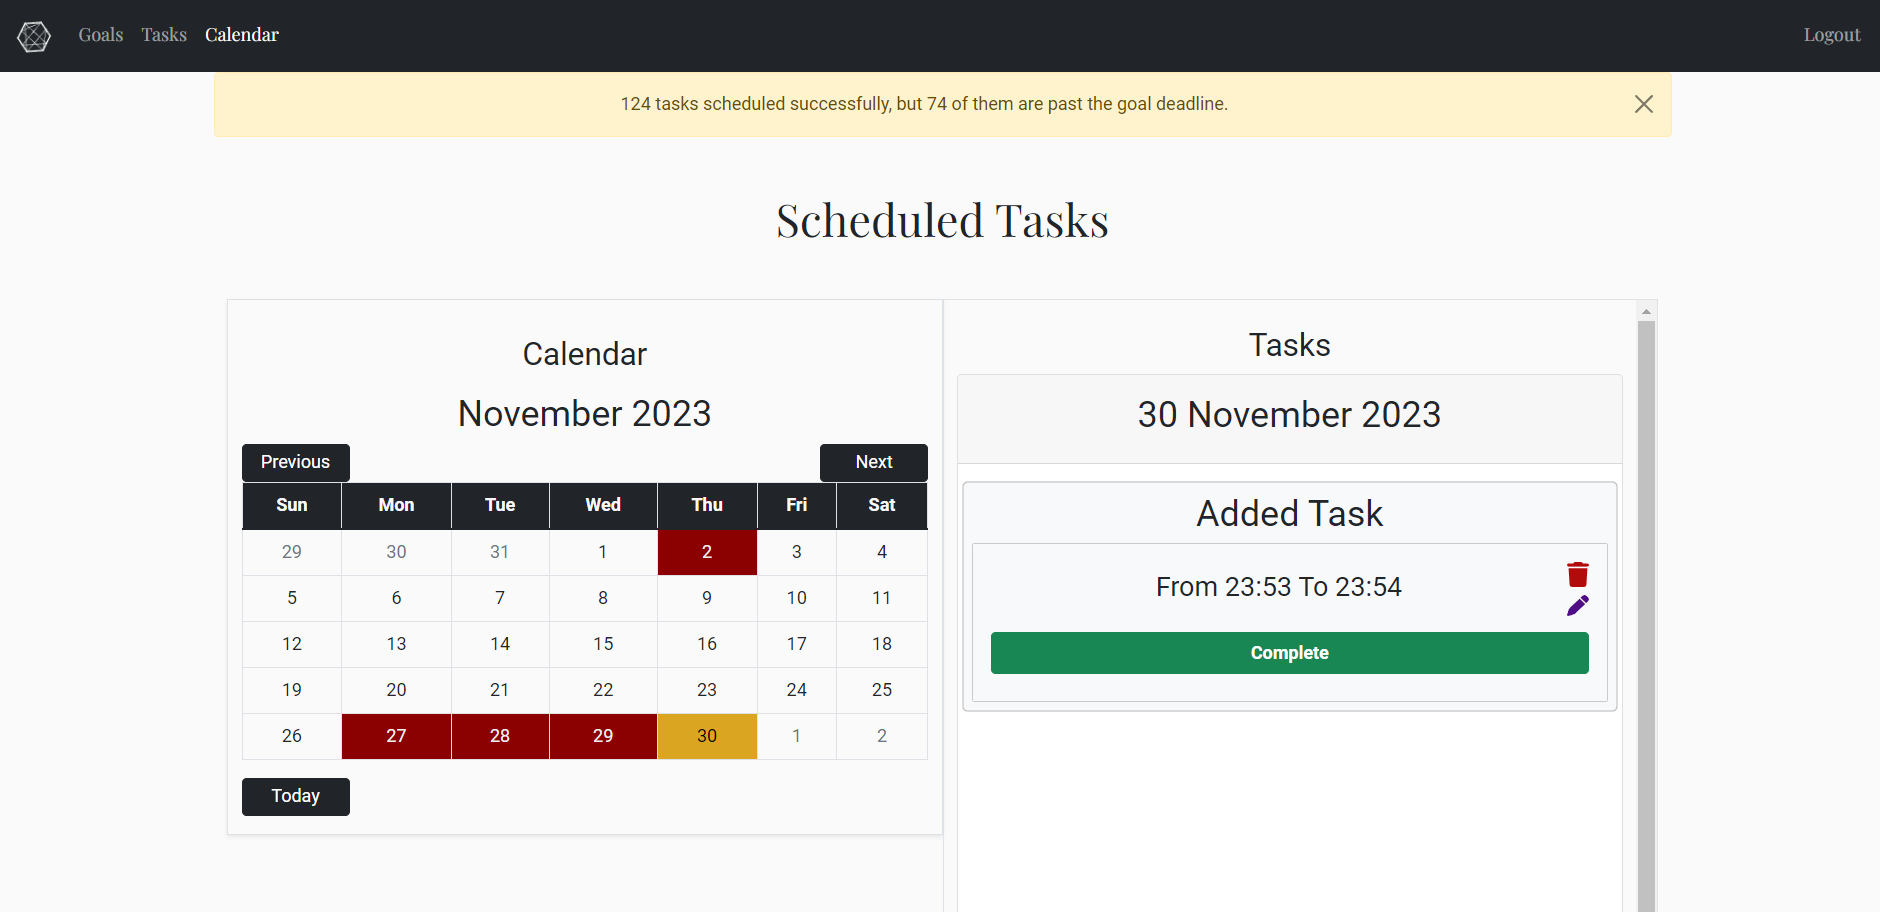 Goals Tasks Calendar Logout
124 tasks scheduled successfully, but 74 of them are past the goal deadline.
Scheduled Tasks
Calendar
November 2023
Previous Next
Sun Mon Tue Wed Thu Fri Sat
29 30 31 1 2 3 4
5 6 7 8 9 10 11
12 13 14 15 16 17 18
19 20 21 22 23 24 25
26 27 28 29 30 1 2
Today
Tasks
30 November 2023
Added Task
From 23:53 To 23:54
Complete